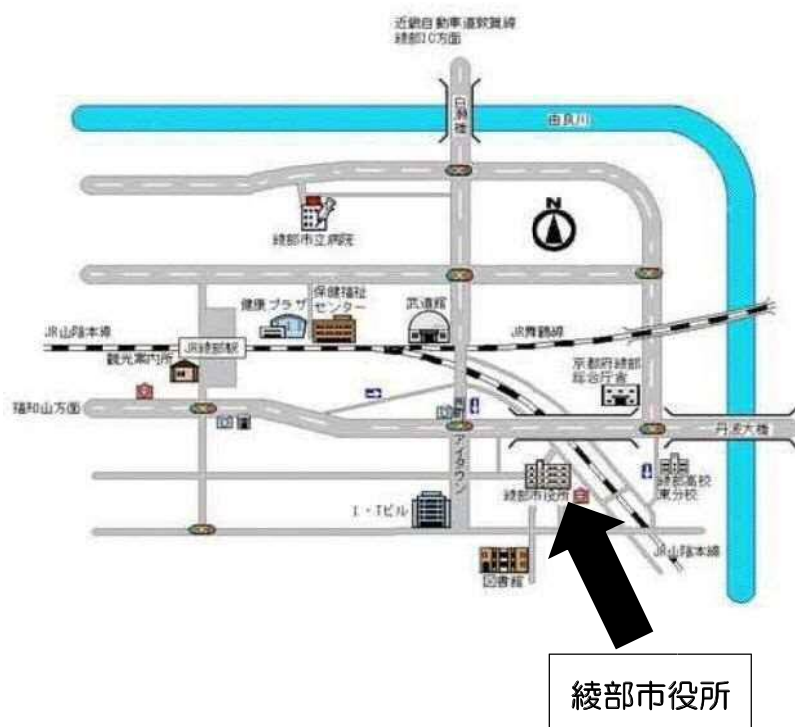 近畿自動車道敦賀線
綾部IC方面
白瀬橋
由良川
N
綾部市立病院
健康プラザ
保健福祉
センター
武道館
JR山陰本線
JR綾部駅
JR舞鶴線
観光案内所
京都府綾部
総合庁舎
福知山方面
丹波大橋
アイタウン
綾部市役所
綾部高校
東分校
I・Tビル
JR山陰本線
図書館
綾部市役所